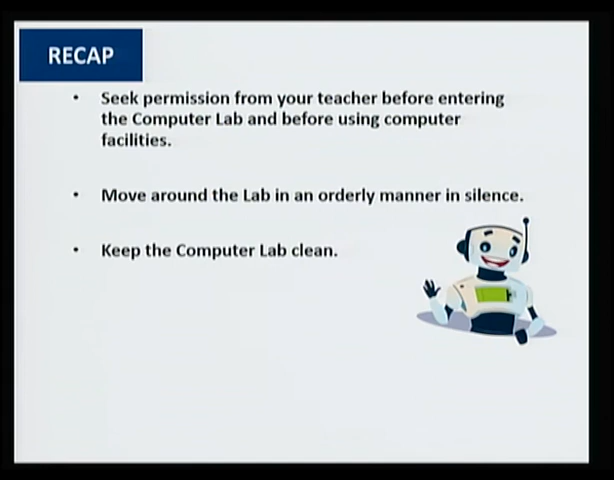 RECAP
• Seek permission from your teacher before entering
the Computer Lab and before using computer
facilities.
• Move around the Lab in an orderly manner in silence.
• Keep the Computer Lab clean.